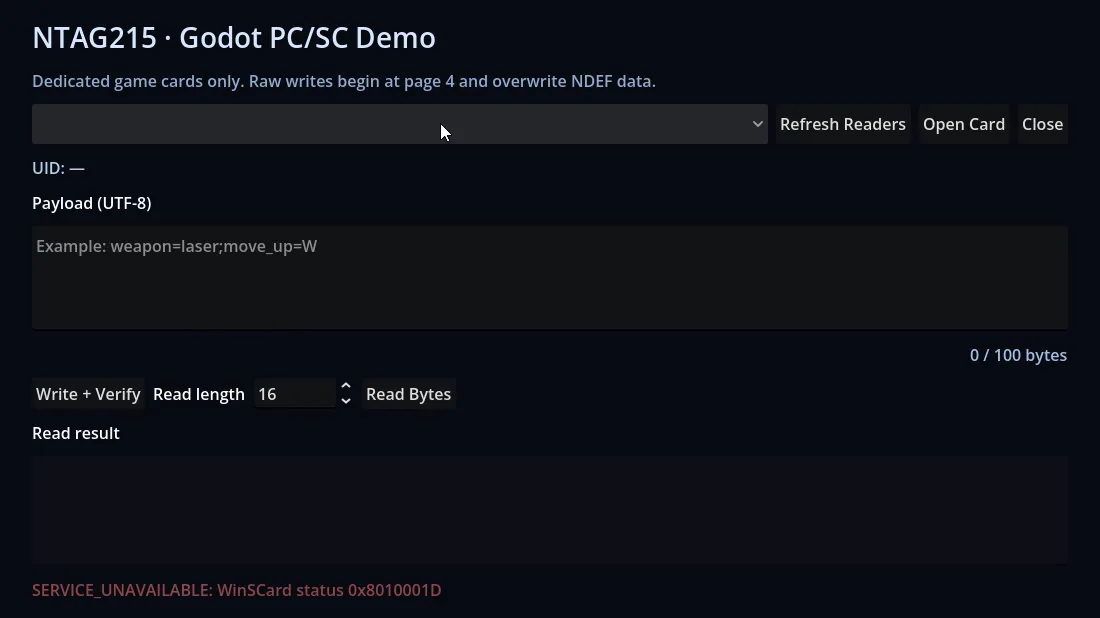 NTAG215 · Godot PC/SC Demo
Dedicated game cards only. Raw writes begin at page 4 and overwrite NDEF data.
Refresh Readers Open Card Close
UID: —
Payload (UTF-8)
Example: weapon=laser;move_up=W
0 / 100 bytes
Write + Verify Read length 16 Read Bytes
Read result
SERVICE_UNAVAILABLE: WinSCard status 0x8010001D